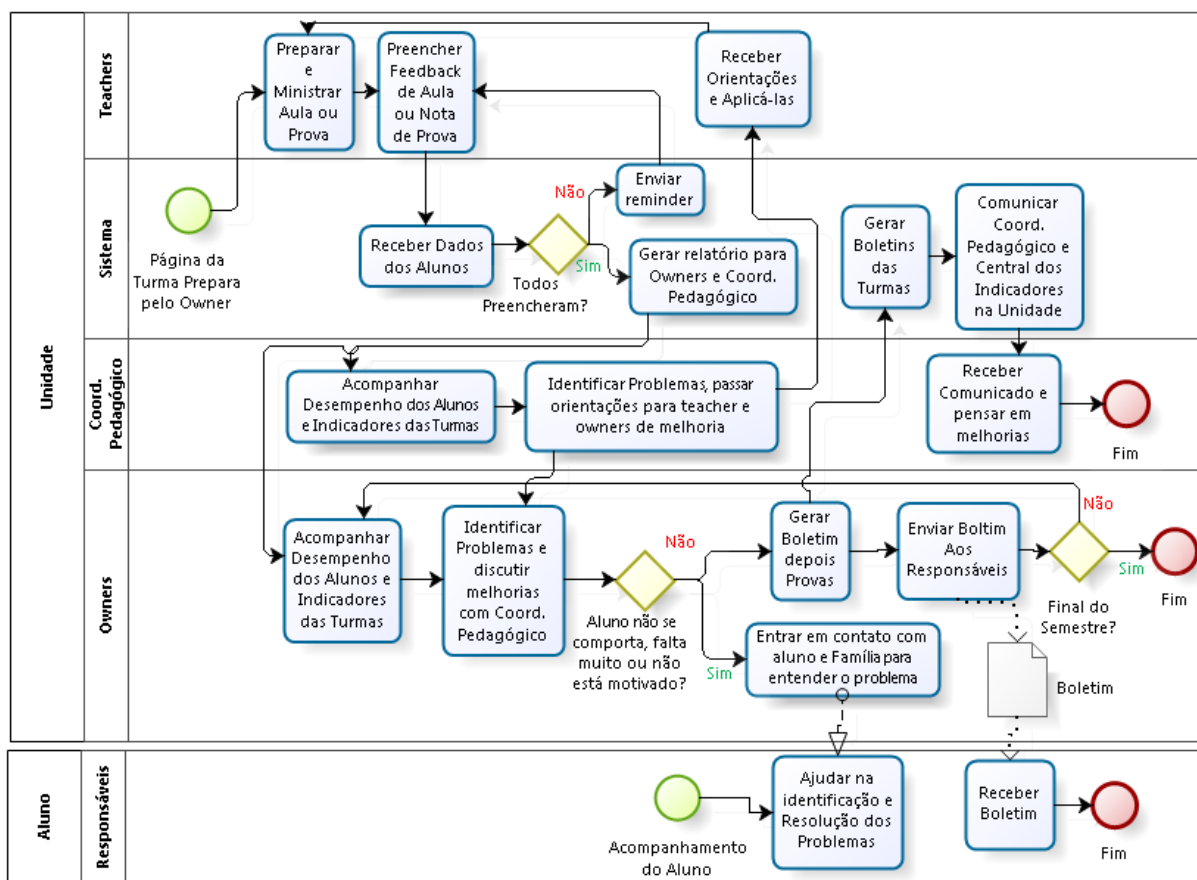 Unidade
Teachers
Preparar
e
Ministrar
Aula ou
Prova
Preencher
Feedback
de Aula
ou Nota
de Prova
Receber
Orientações
e Aplicá-las
Sistema
Página da
Turma Prepara
pelo Owner
Receber Dados
dos Alunos
Todos
Preencheram?
Não
Sim
Enviar
reminder
Gerar relatório para
Owners e Coord.
Pedagógico
Gerar
Boletins
das
Turmas
Comunicar
Coord.
Pedagógico e
Central dos
Indicadores
na Unidade
Coord.
Pedagógico
Acompanhar
Desempenho dos Alunos
e Indicadores das Turmas
Identificar Problemas, passar
orientações para teacher e
owners de melhoria
Receber
Comunicado e
pensar em
melhorias
Fim
Owners
Acompanhar
Desempenho
dos Alunos e
Indicadores
das Turmas
Identificar
Problemas e
discutir
melhorias
com Coord.
Pedagógico
Aluno não se
comporta, falta
muito ou não
está motivado?
Não
Sim
Gerar
Boletim
depois
Provas
Enviar Boltim
Aos
Responsáveis
Final do
Semestre?
Não
Sim
Fim
Entrar em contato com
aluno e Família para
entender o problema
Boletim
Aluno
Responsáveis
Acompanhamento
do Aluno
Ajudar na
identificação e
Resolução dos
Problemas
Receber
Boletim
Fim